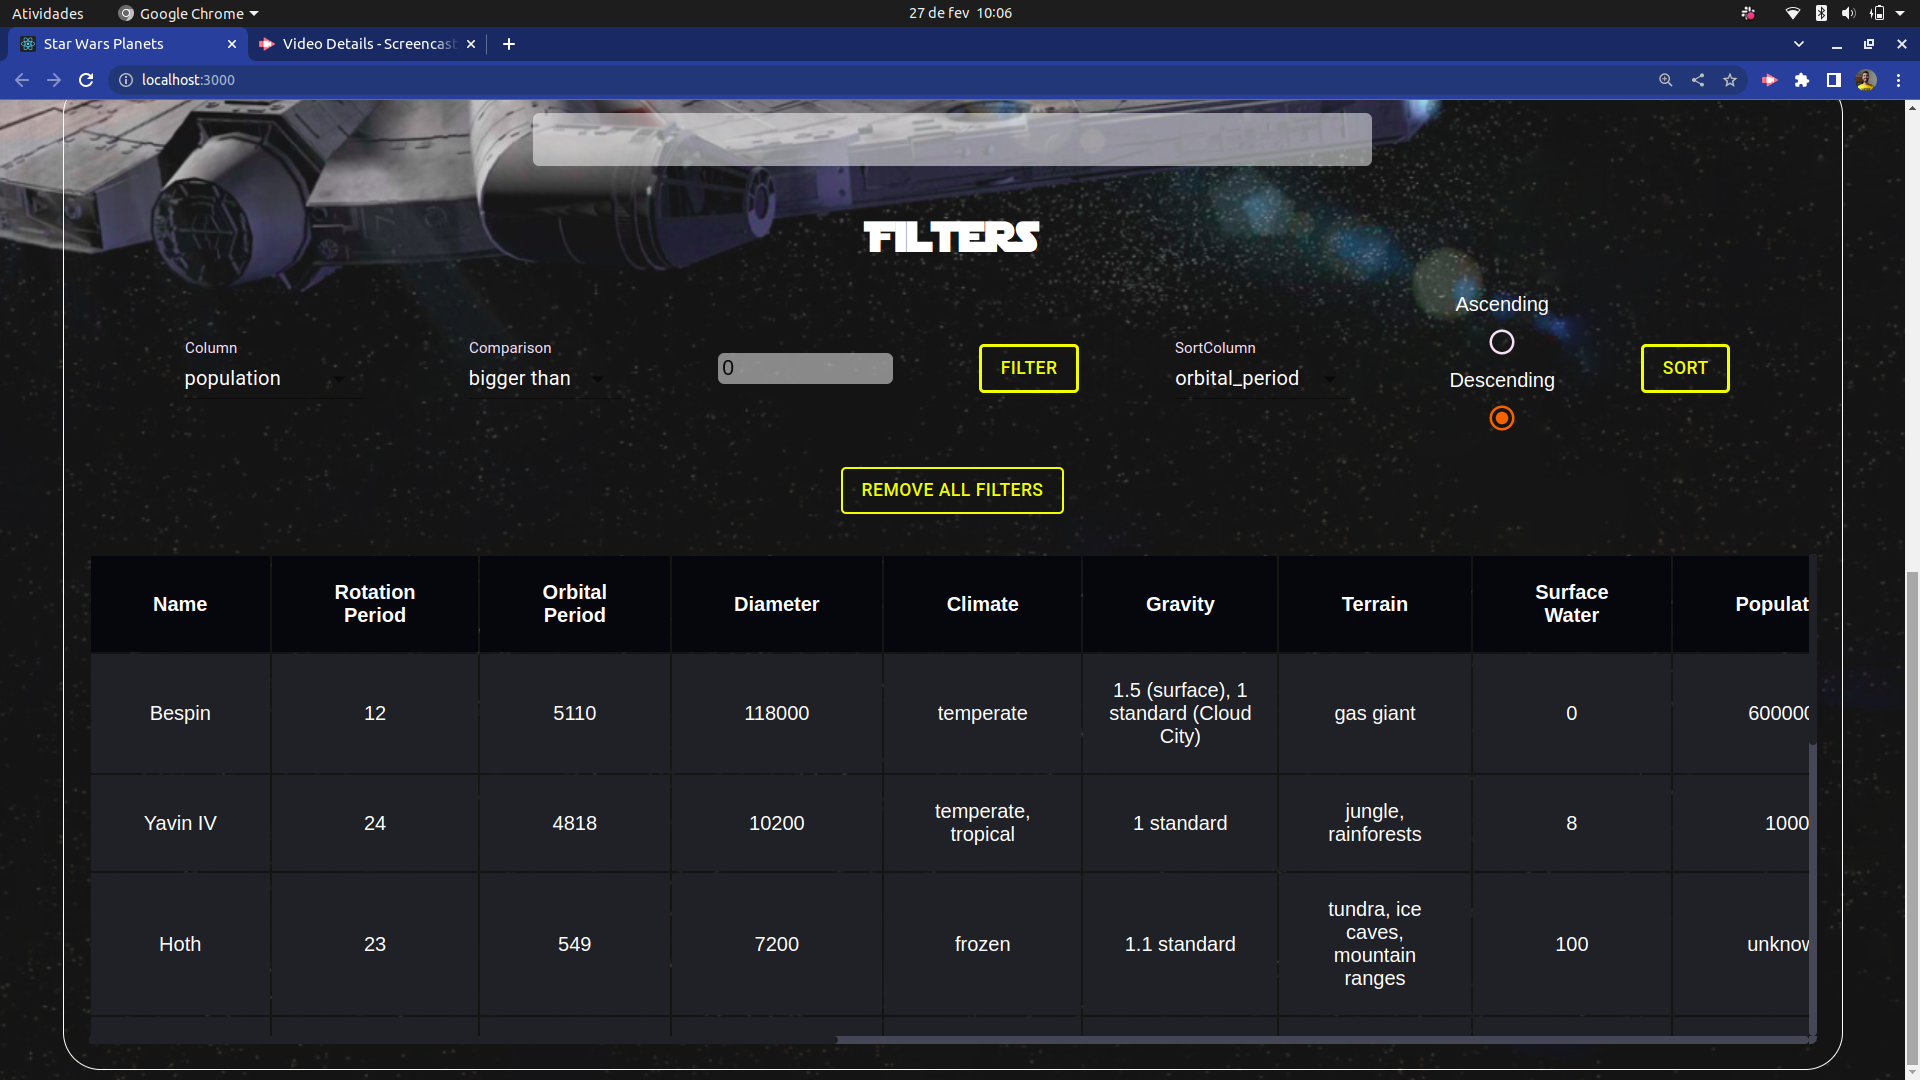 Atividades
Google Chrome
27 de fev 10:06
Star Wars Planets
Video Details - Screencast
localhost:3000
FILTERS
Ascending
Column
Comparison
SortColumn
population
bigger than
0
FILTER
orbital_period
SORT
Descending
REMOVE ALL FILTERS
Name
Rotation
Period
Orbital
Period
Diameter
Climate
Gravity
Terrain
Surface
Water
Populat
Bespin
12
5110
118000
temperate
1.5 (surface), 1
standard (Cloud
City)
gas giant
0
600000
Yavin IV
24
4818
10200
temperate,
tropical
1 standard
jungle,
rainforests
8
1000
Hoth
23
549
7200
frozen
1.1 standard
tundra, ice
caves,
mountain
ranges
100
unknow